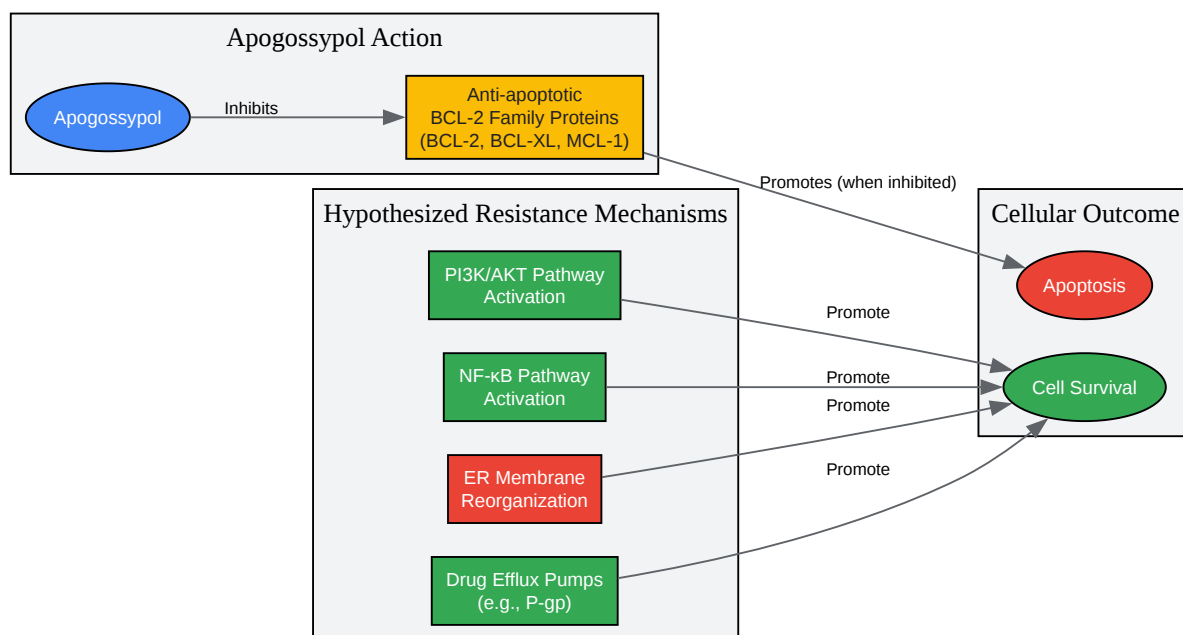 Apogossypol Action
Apogossypol
Inhibits
Anti-apoptotic
BCL-2 Family Proteins
(BCL-2, BCL-XL, MCL-1)
Promotes (when inhibited)
Hypothesized Resistance Mechanisms
PI3K/AKT Pathway
Activation
Promote
NF-κB Pathway
Activation
Promote
ER Membrane
Reorganization
Promote
Drug Efflux Pumps
(e.g., P-gp)
Promote
Cellular Outcome
Apoptosis
Cell Survival